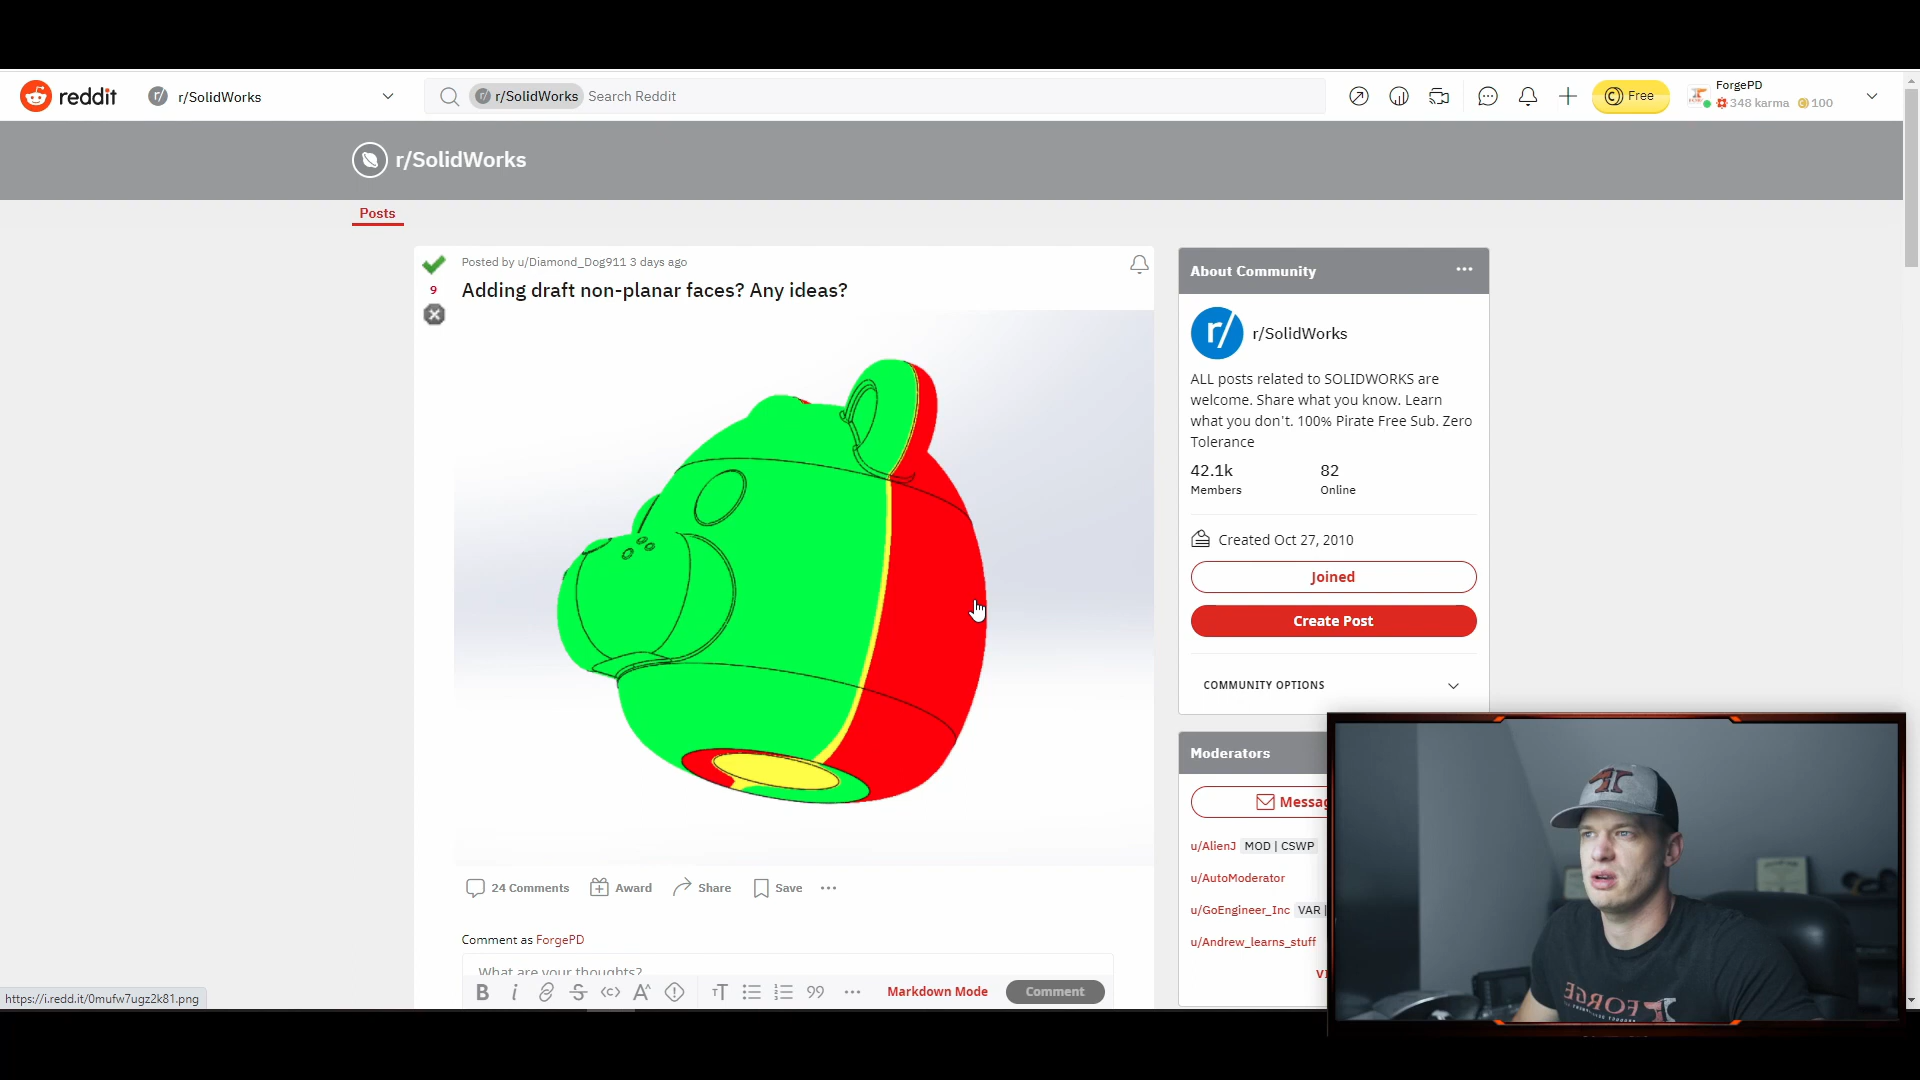 reddit
r/SolidWorks
r/SolidWorks Search Reddit
Free
ForgePD
348 karma 100
r/SolidWorks
Posts
Posted by u/Diamond_Dog911 3 days ago
9
Adding draft non-planar faces? Any ideas?
24 Comments Award Share Save
Comment as ForgePD
What are your thoughts?
Markdown Mode Comment
https://i.redd.it/0mufw7ugz2k81.png
About Community
r/ r/SolidWorks
ALL posts related to SOLIDWORKS are
welcome. Share what you know. Learn
what you don't. 100% Pirate Free Sub. Zero
Tolerance
42.1k 82
Members Online
Created Oct 27, 2010
Joined
Create Post
COMMUNITY OPTIONS
Moderators
Messag
u/AlienJ MOD | CSWP
u/AutoModerator
u/GoEngineer_Inc VAR |
u/Andrew_learns_stuff
VI
FORGE